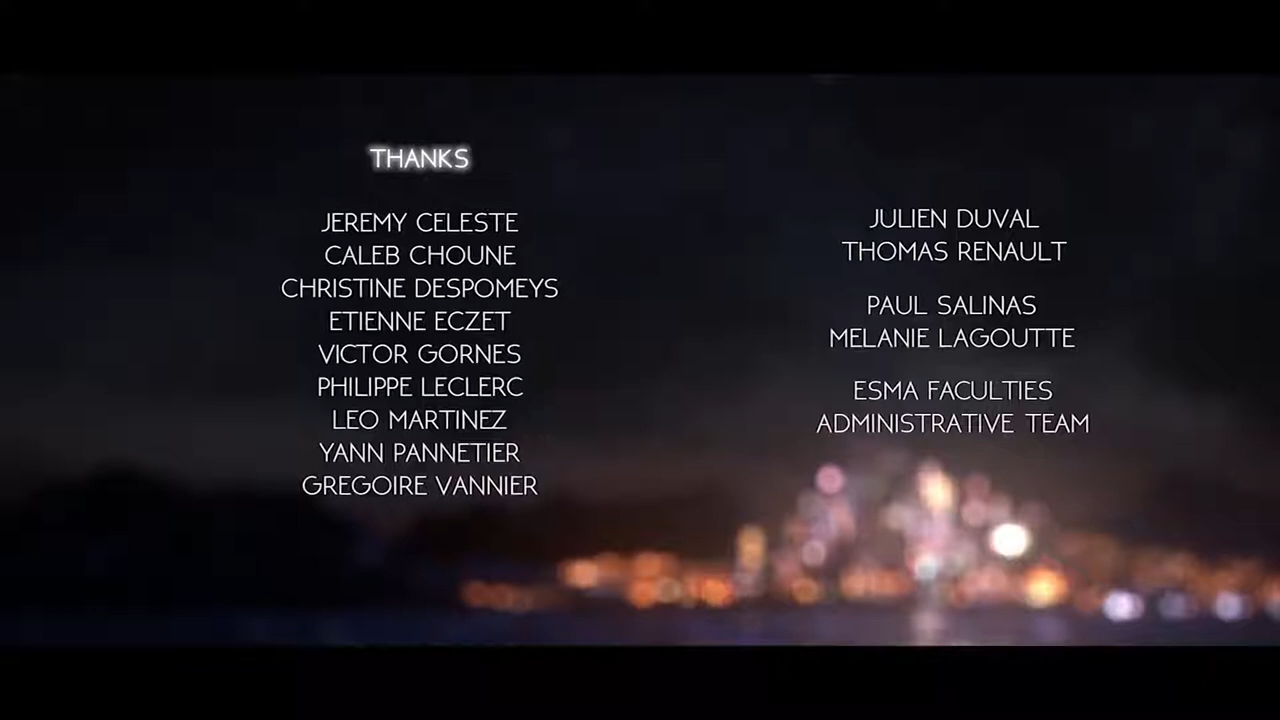 THANKS
JEREMY CELESTE
CALEB CHOUNE
CHRISTINE DESPOMEYS
ETIENNE ECZET
VICTOR GORNES
PHILIPPE LECLERC
LEO MARTINEZ
YANN PANNETIER
GREGOIRE VANNIER
JULIEN DUVAL
THOMAS RENAULT
PAUL SALINAS
MELANIE LAGOUTTE
ESMA FACULTIES
ADMINISTRATIVE TEAM